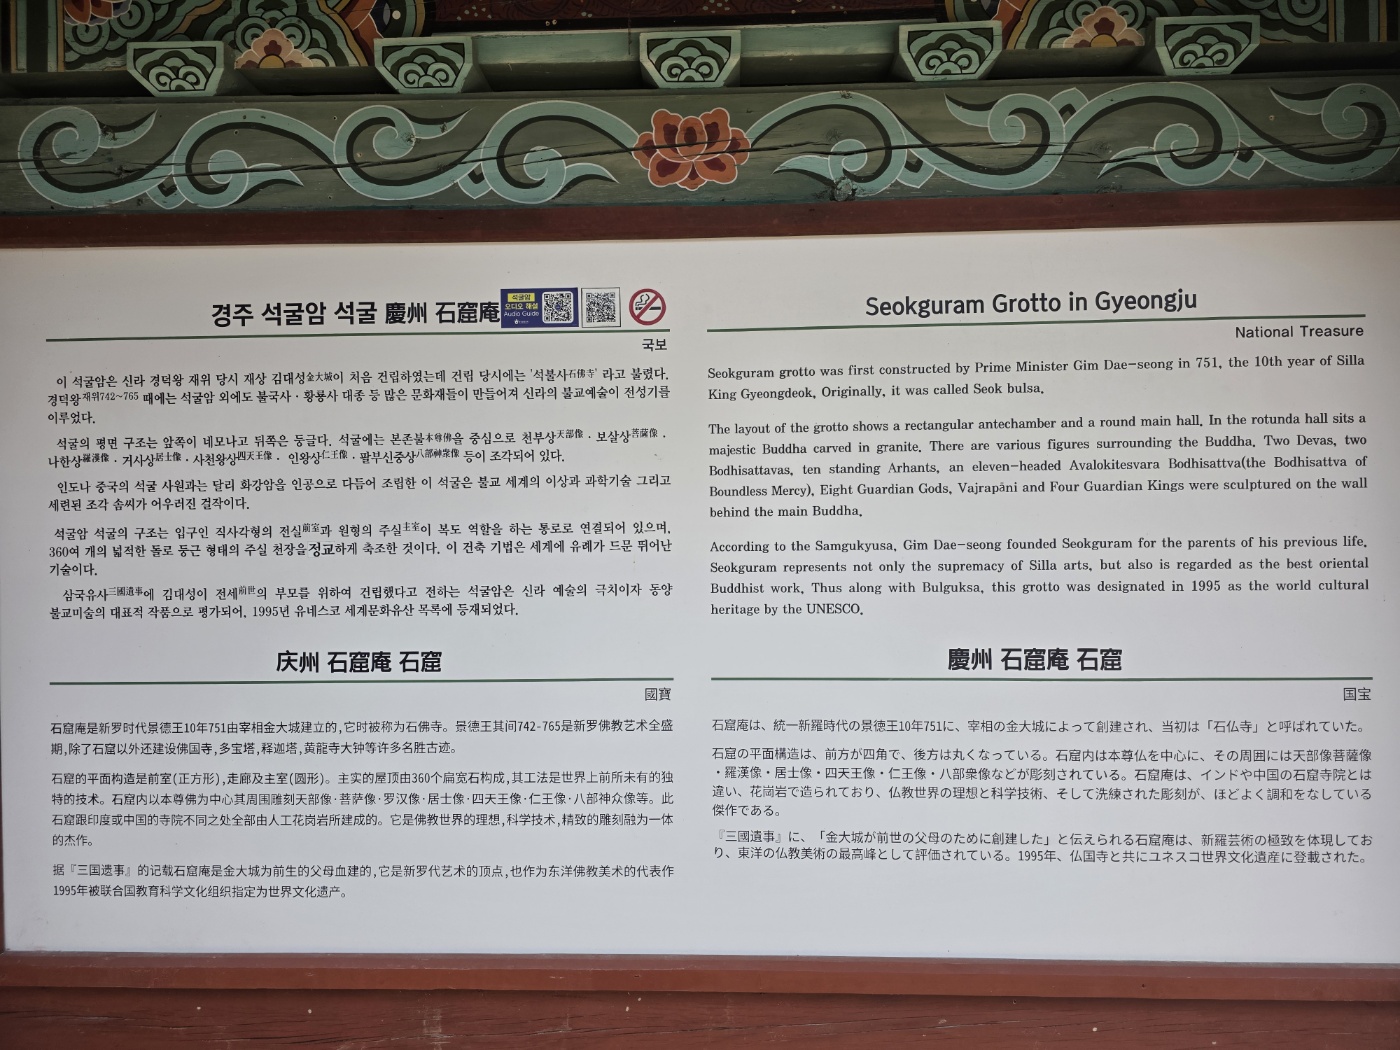 경주 석굴암 석굴 慶州 石窟庵
석굴암
오디오 해설
Audio Guide
국보
이 석굴암은 신라 경덕왕 재위 당시 재상 김대성金大城이 처음 건립하였는데 건립 당시에는 '석불사石佛寺' 라고 불렸다.
경덕왕재위742~765 때에는 석굴암 외에도 불국사 · 황룡사 대종 등 많은 문화재들이 만들어져 신라의 불교예술이 전성기를
이루었다.
석굴의 평면 구조는 앞쪽이 네모나고 뒤쪽은 둥글다. 석굴에는 본존불本尊佛을 중심으로 천부상天部像 · 보살상菩薩像 ·
나한상羅漢像 · 거사상居士像 · 사천왕상四天王像 · 인왕상仁王像 · 팔부신중상八部神衆像 등이 조각되어 있다.
인도나 중국의 석굴 사원과는 달리 화강암을 인공으로 다듬어 조립한 이 석굴은 불교 세계의 이상과 과학기술 그리고
세련된 조각 솜씨가 어우러진 걸작이다.
석굴암 석굴의 구조는 입구인 직사각형의 전실前室과 원형의 주실主室이 복도 역할을 하는 통로로 연결되어 있으며,
360여 개의 넓적한 돌로 둥근 형태의 주실 천장을 정교하게 축조한 것이다. 이 건축 기법은 세계에 유례가 드문 뛰어난
기술이다.
삼국유사三國遺事에 김대성이 전세前世의 부모를 위하여 건립했다고 전하는 석굴암은 신라 예술의 극치이자 동양
불교미술의 대표적 작품으로 평가되어, 1995년 유네스코 세계문화유산 목록에 등재되었다.
Seokguram Grotto in Gyeongju
National Treasure
Seokguram grotto was first constructed by Prime Minister Gim Dae-seong in 751, the 10th year of Silla
King Gyeongdeok. Originally, it was called Seok bulsa.
The layout of the grotto shows a rectangular antechamber and a round main hall. In the rotunda hall sits a
majestic Buddha carved in granite. There are various figures surrounding the Buddha. Two Devas, two
Bodhisattavas, ten standing Arhants, an eleven-headed Avalokitesvara Bodhisattva(the Bodhisattva of
Boundless Mercy), Eight Guardian Gods, Vajrapāni and Four Guardian Kings were sculptured on the wall
behind the main Buddha.
According to the Samgukyusa, Gim Dae-seong founded Seokguram for the parents of his previous life.
Seokguram represents not only the supremacy of Silla arts, but also is regarded as the best oriental
Buddhist work. Thus along with Bulguksa, this grotto was designated in 1995 as the world cultural
heritage by the UNESCO.
庆州 石窟庵 石窟
國寶
石窟庵是新罗时代景德王10年751由宰相金大城建立的,它时被称为石佛寺。景德王其间742-765是新罗佛教艺术全盛
期,除了石窟以外还建设佛国寺,多宝塔,释迦塔,黄龍寺大钟等许多名胜古迹。
石窟的平面构造是前室(正方形),走廊及主室(圆形)。主实的屋顶由360个扁宽石构成,其工法是世界上前所未有的独
特的技术。石窟内以本尊佛为中心其周围雕刻天部像·菩萨像·罗汉像·居士像·四天王像·仁王像·八部神众像等。此
石窟跟印度或中国的寺院不同之处全部由人工花岗岩所建成的。它是佛教世界的理想,科学技术,精致的雕刻融为一体
的杰作。
据『三国遗事』的记载石窟庵是金大城为前生的父母血建的,它是新罗代艺术的顶点,也作为东洋佛教美术的代表作
1995年被联合国教育科学文化组织指定为世界文化遗产。
慶州 石窟庵 石窟
国宝
石窟庵は、統一新羅時代の景徳王10年751に、宰相の金大城によって創建され、当初は「石仏寺」と呼ばれていた。
石窟の平面構造は、前方が四角で、後方は丸くなっている。石窟内は本尊仏を中心に、その周囲には天部像菩薩像
・羅漢像・居士像・四天王像・仁王像・八部衆像などが彫刻されている。石窟庵は、インドや中国の石窟寺院とは
違い、花崗岩で造られており、仏教世界の理想と科学技術、そして洗練された彫刻が、ほどよく調和をなしている
傑作である。
『三國遺事』に、「金大城が前世の父母のために創建した」と伝えられる石窟庵は、新羅芸術の極致を体現してお
り、東洋の仏教美術の最高峰として評価されている。1995年、仏国寺と共にユネスコ世界文化遺産に登載された。